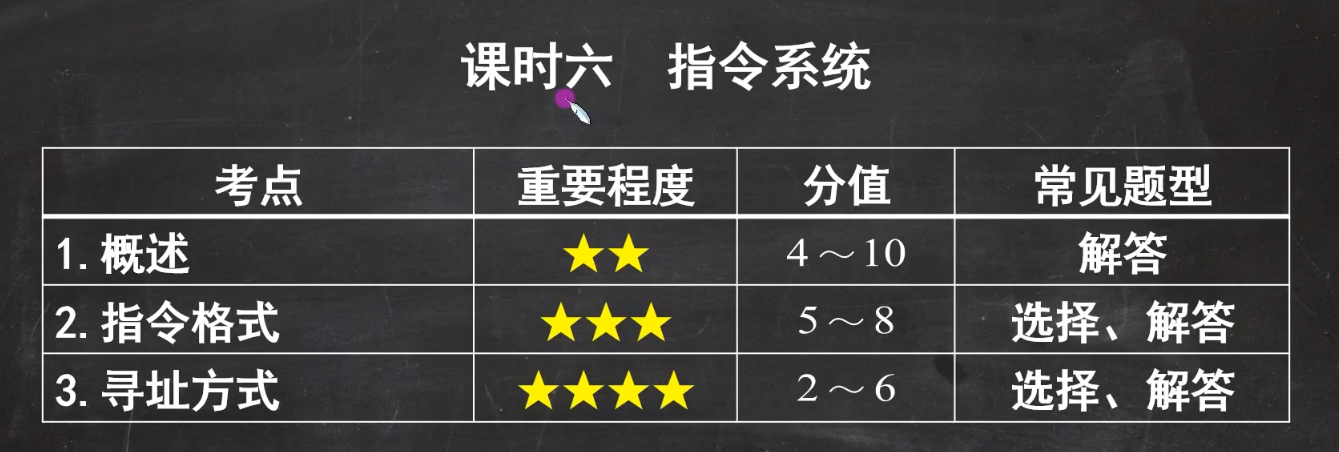 课时六 指令系统
考点 重要程度 分值 常见题型
1.概述 ★★ 4～10 解答
2.指令格式 ★★★ 5～8 选择、解答
3.寻址方式 ★★★★ 2～6 选择、解答